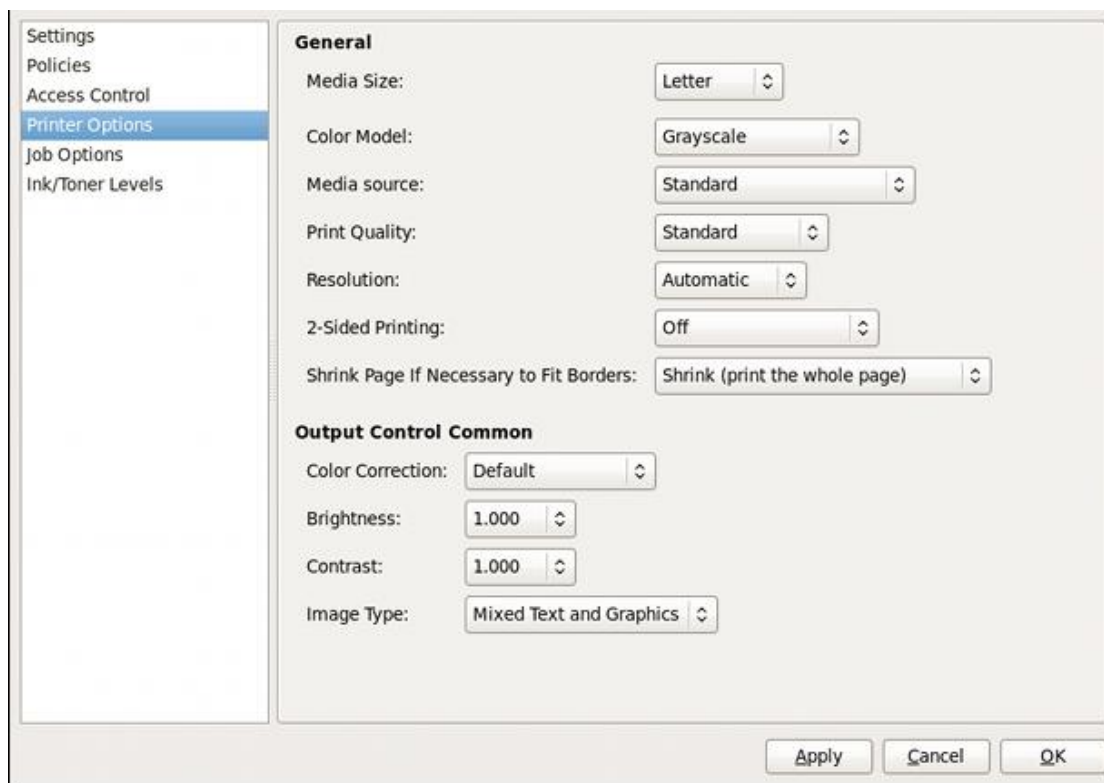 Settings
Policies
Access Control
Printer Options
Job Options
Ink/Toner Levels
General
Media Size: Letter
Color Model: Grayscale
Media source: Standard
Print Quality: Standard
Resolution: Automatic
2-Sided Printing: Off
Shrink Page If Necessary to Fit Borders: Shrink (print the whole page)
Output Control Common
Color Correction: Default
Brightness: 1.000
Contrast: 1.000
Image Type: Mixed Text and Graphics
Apply Cancel OK